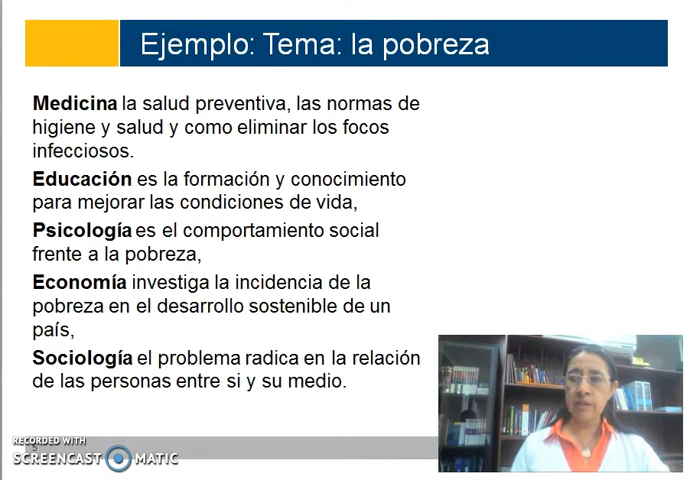 Ejemplo: Tema: la pobreza
Medicina la salud preventiva, las normas de
higiene y salud y como eliminar los focos
infecciosos.
Educación es la formación y conocimiento
para mejorar las condiciones de vida,
Psicología es el comportamiento social
frente a la pobreza,
Economía investiga la incidencia de la
pobreza en el desarrollo sostenible de un
país,
Sociología el problema radica en la relación
de las personas entre si y su medio.
RECORDED WITH
SCREENCAST MATIC